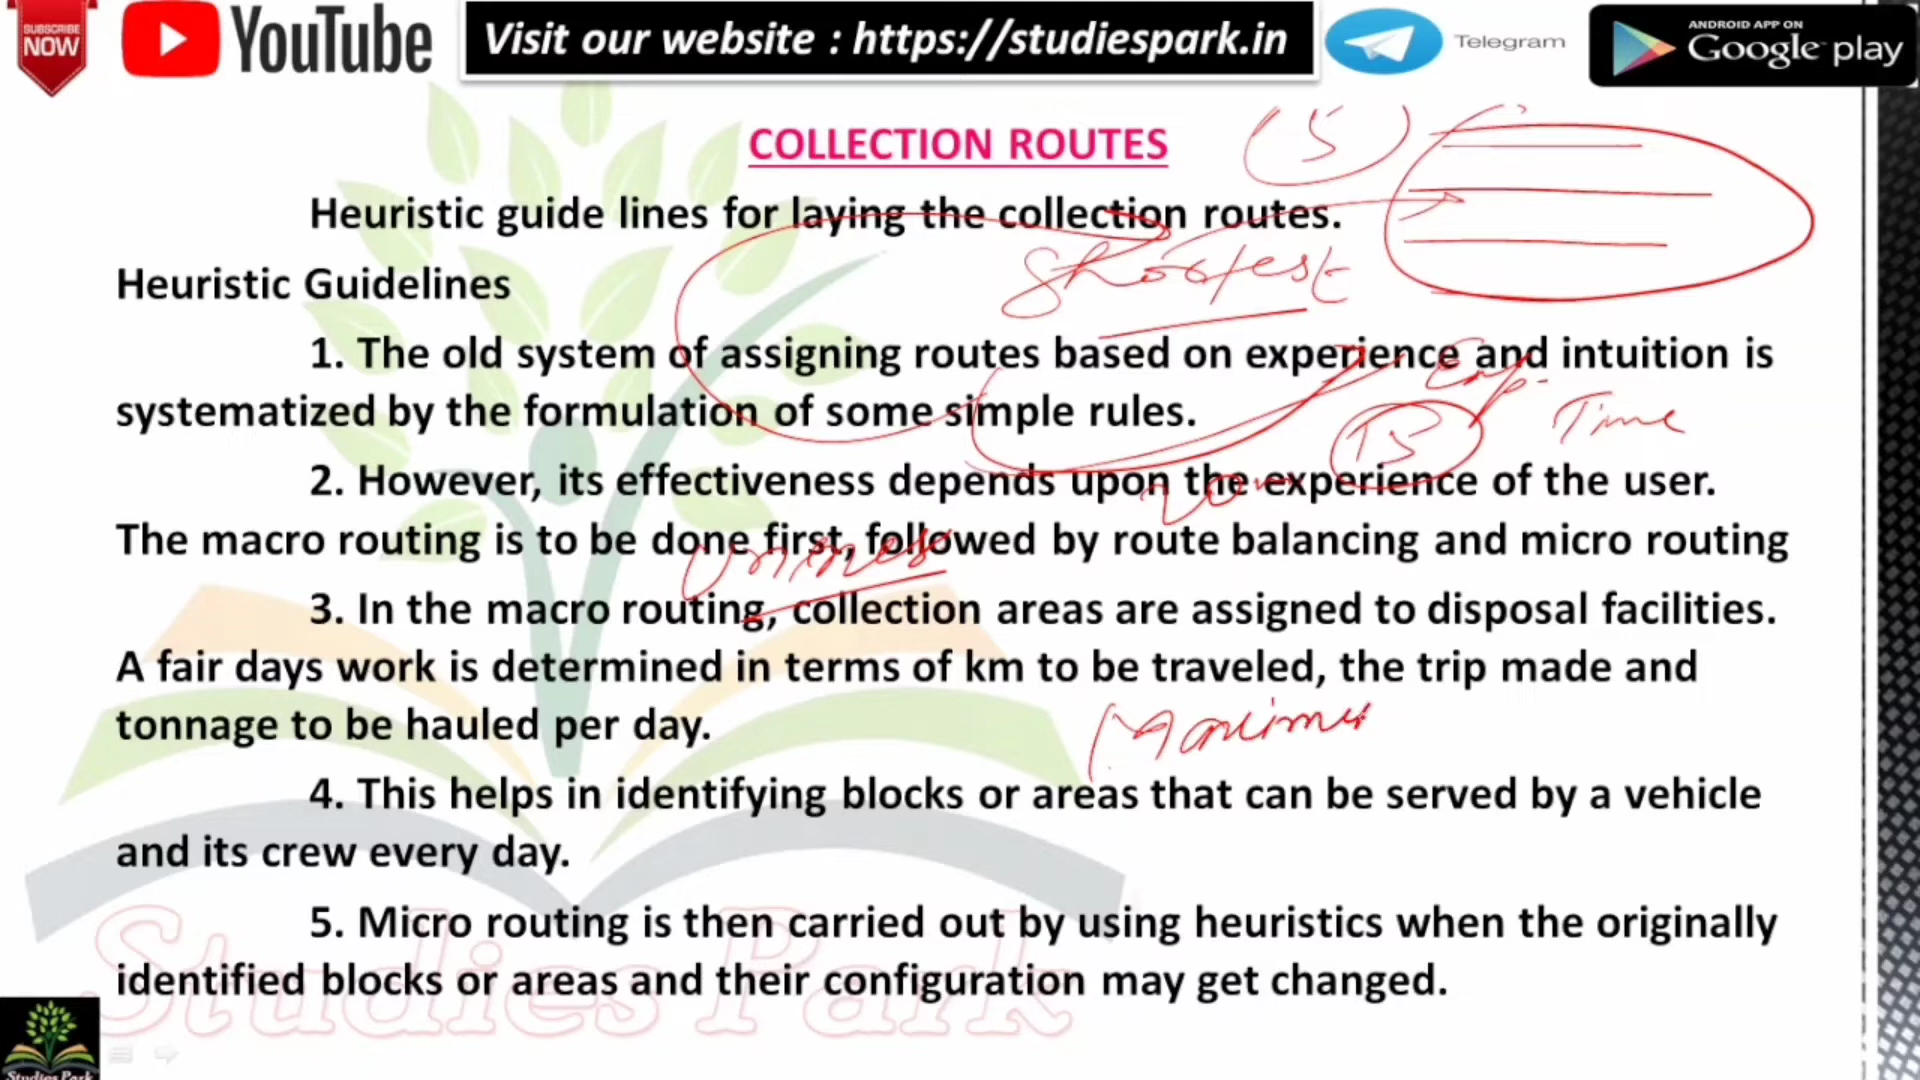 SUBSCRIBE
NOW
YouTube
Visit our website : https://studiespark.in
Telegram
ANDROID APP ON
Google play
COLLECTION ROUTES
(5)
Heuristic guide lines for laying the collection routes.
Shortest
Heuristic Guidelines
1. The old system of assigning routes based on experience and intuition is
Exp.
systematized by the formulation of some simple rules.
15
Time
2. However, its effectiveness depends upon the experience of the user.
20m
The macro routing is to be done first, followed by route balancing and micro routing
3. In the macro routing, collection areas are assigned to disposal facilities.
A fair days work is determined in terms of km to be traveled, the trip made and
tonnage to be hauled per day.
4. This helps in identifying blocks or areas that can be served by a vehicle
and its crew every day.
5. Micro routing is then carried out by using heuristics when the originally
identified blocks or areas and their configuration may get changed.
Studies Park
Studies Park